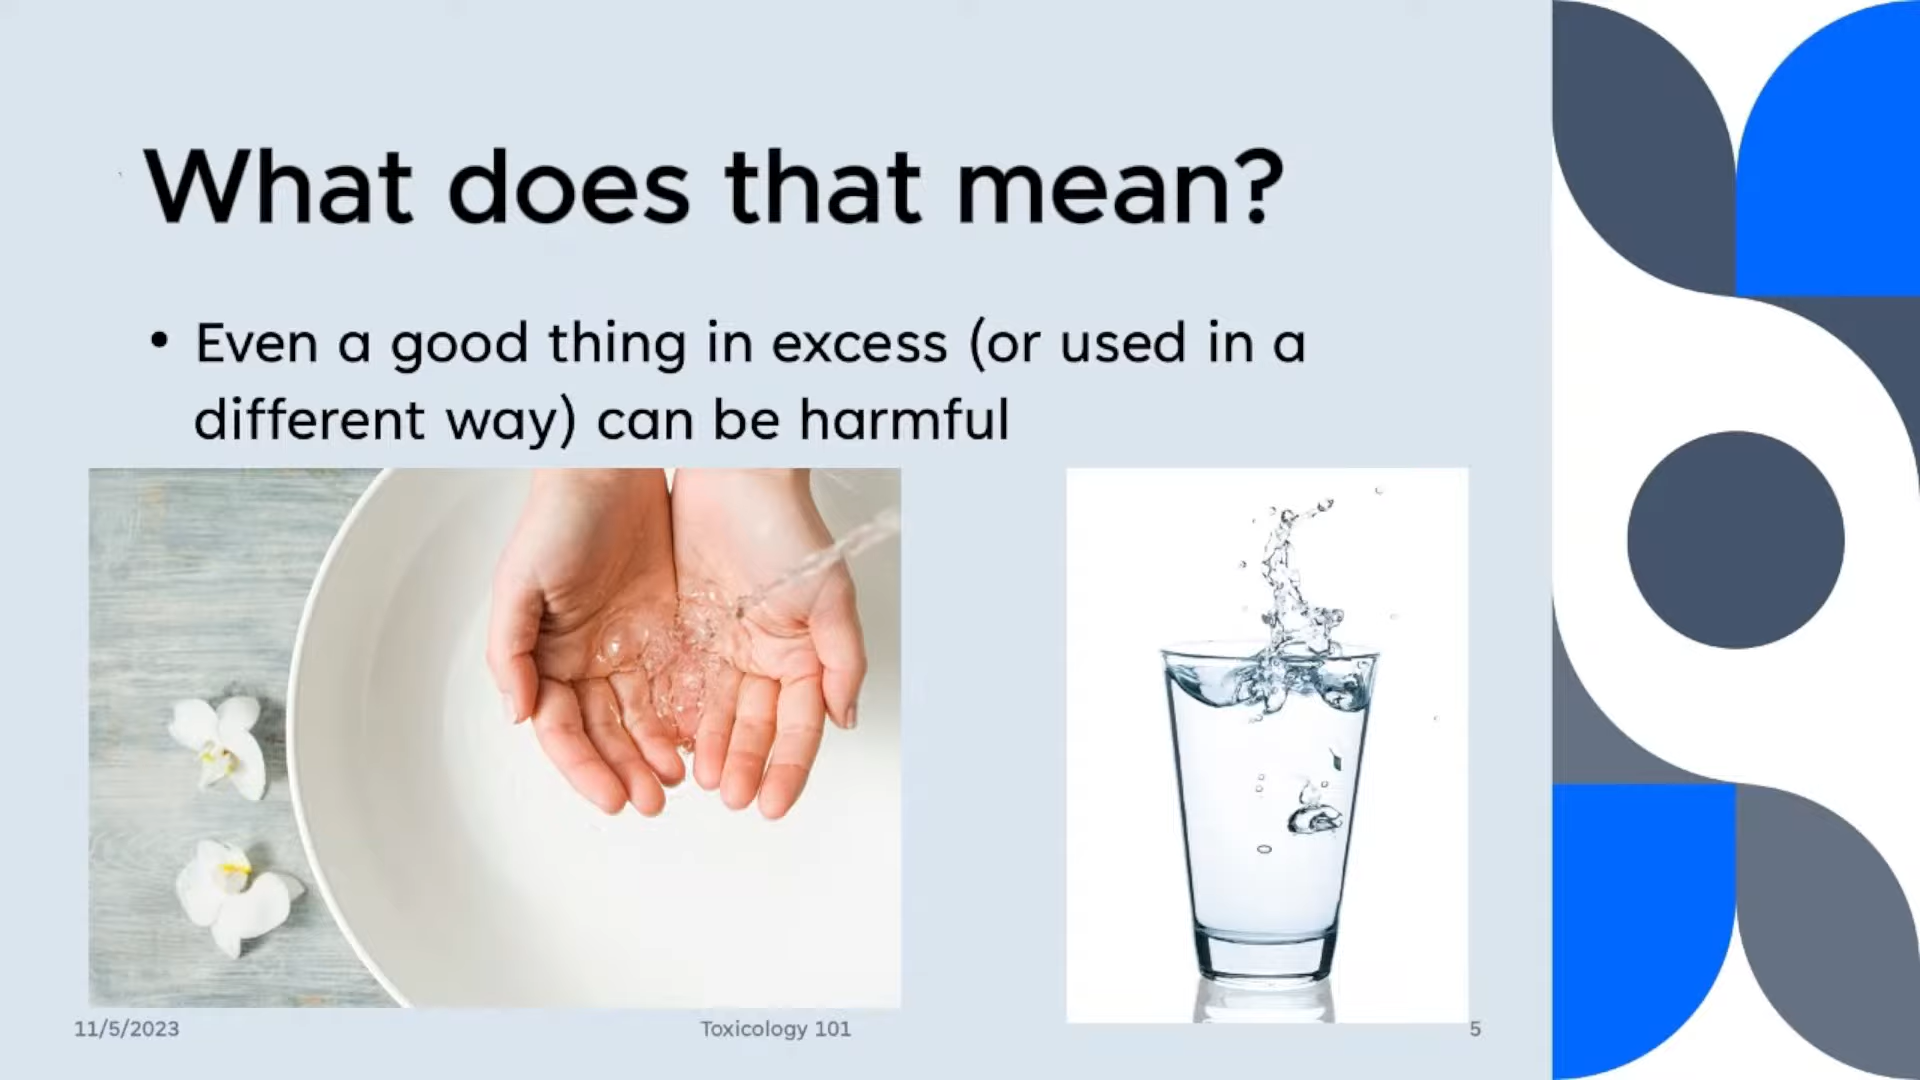 What does that mean?
• Even a good thing in excess (or used in a
different way) can be harmful
11/5/2023
Toxicology 101
5